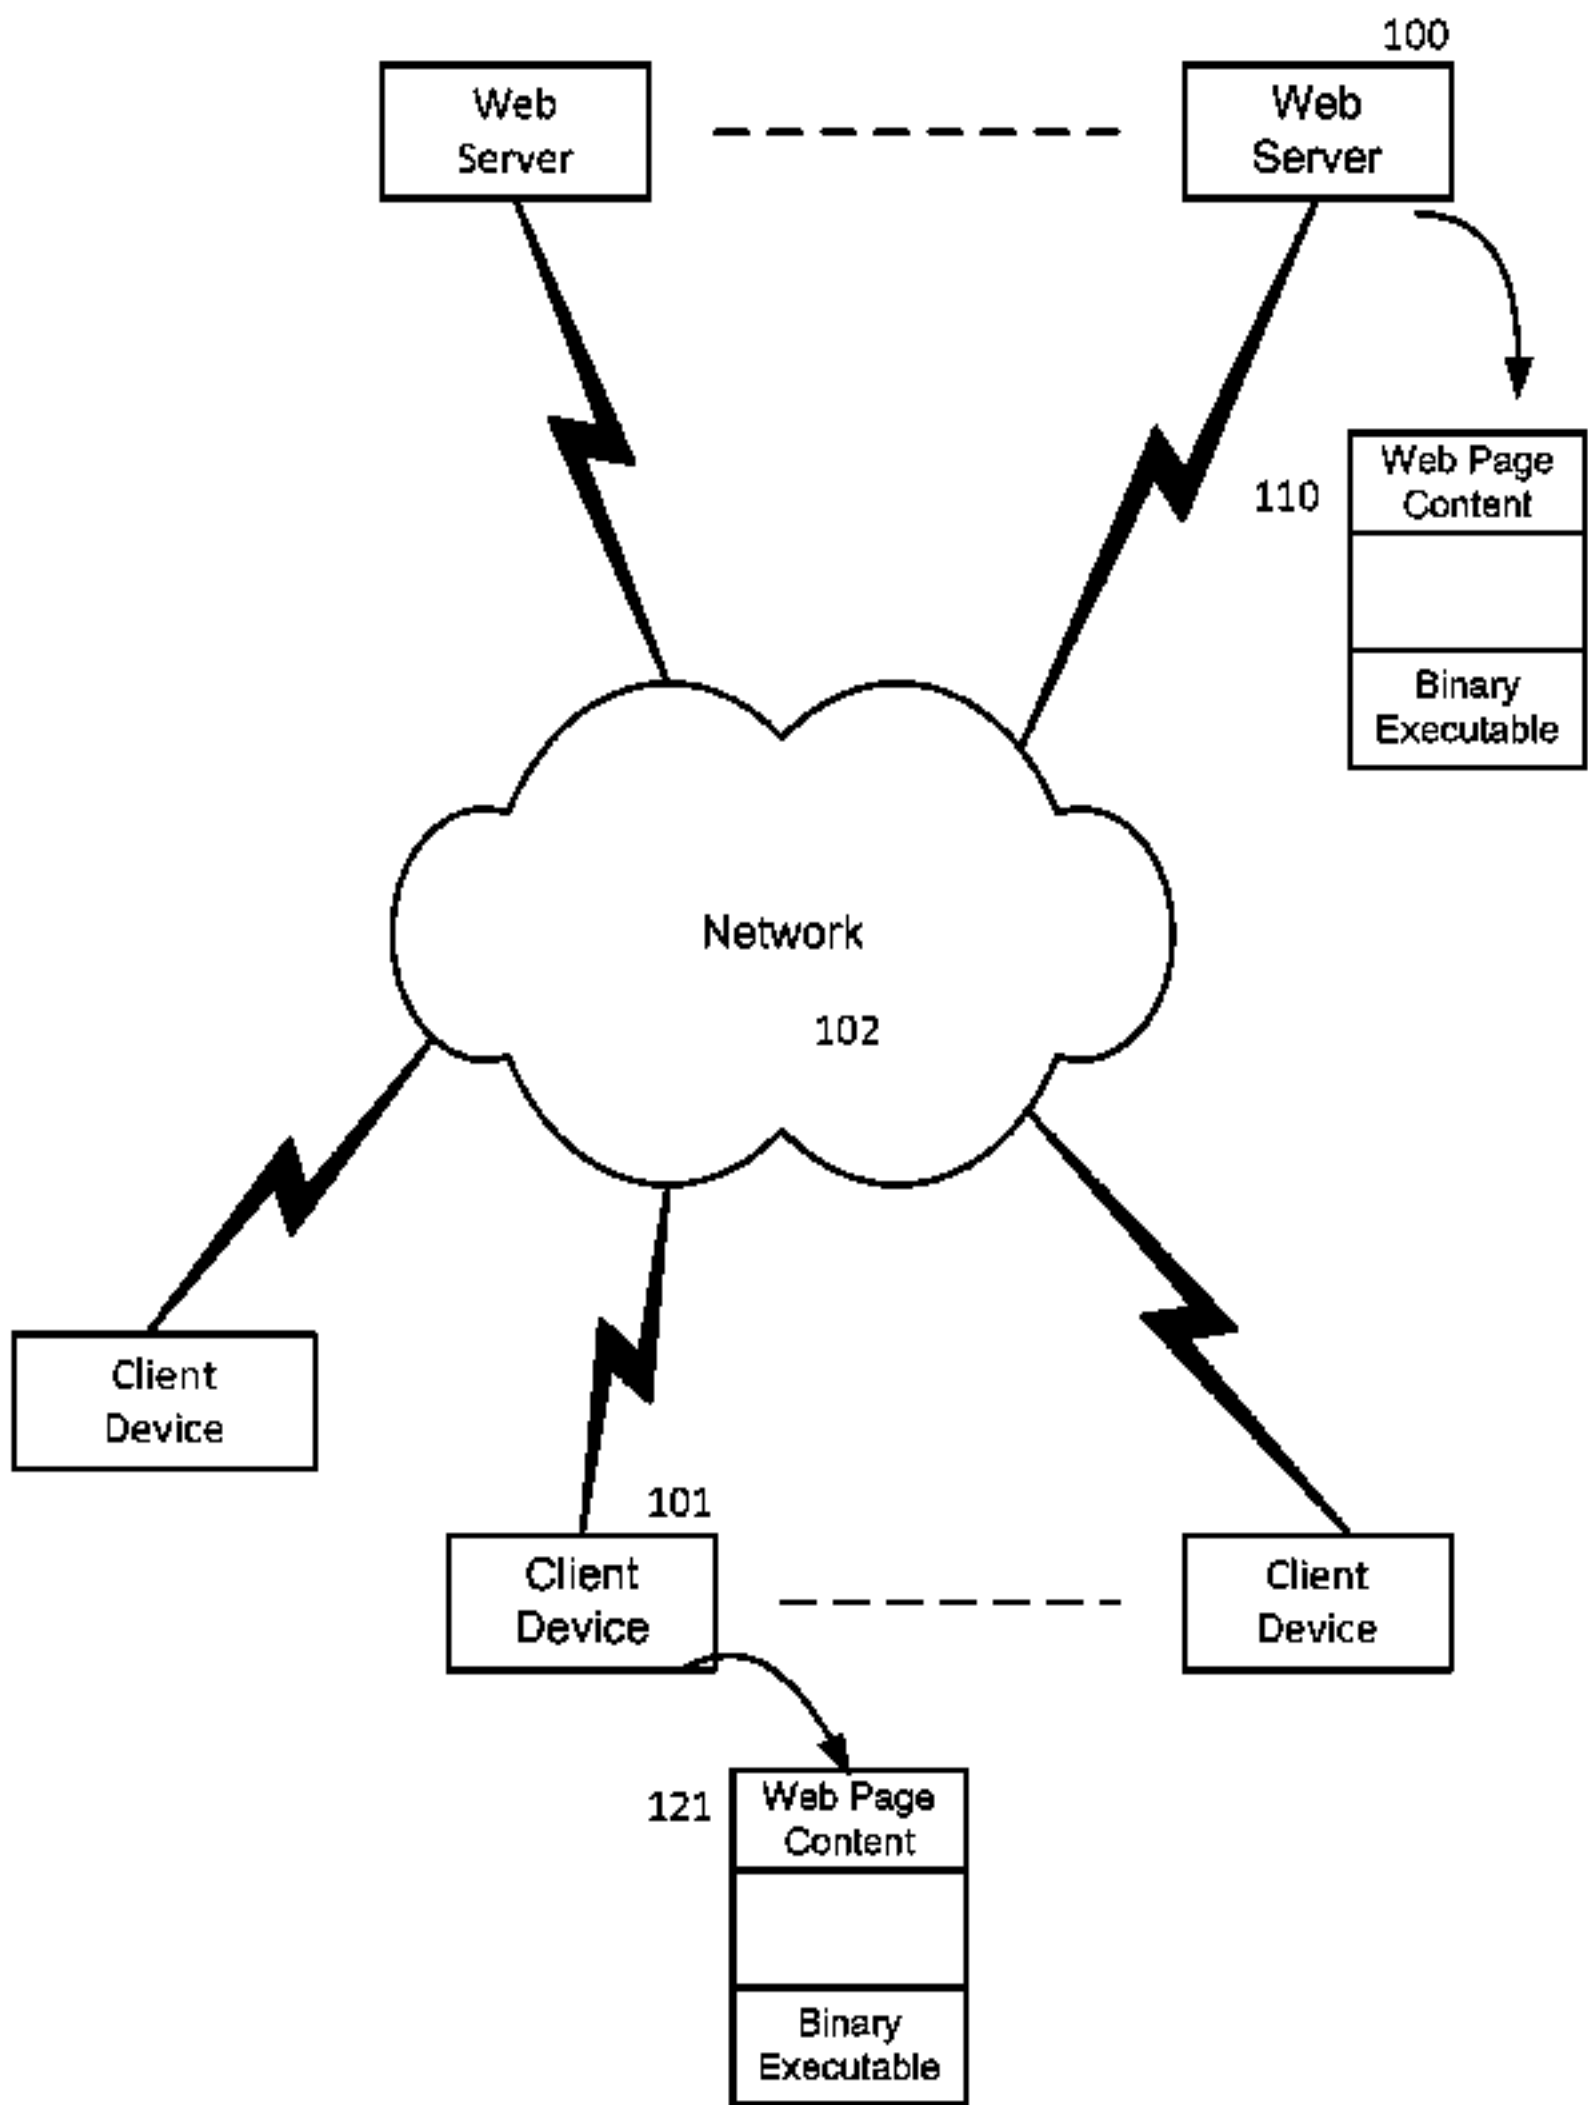 100
Web
Server
Web
Server
110
Web Page
Content
Binary
Executable
Network
102
Client
Device
101
Client
Device
Client
Device
121
Web Page
Content
Binary
Executable